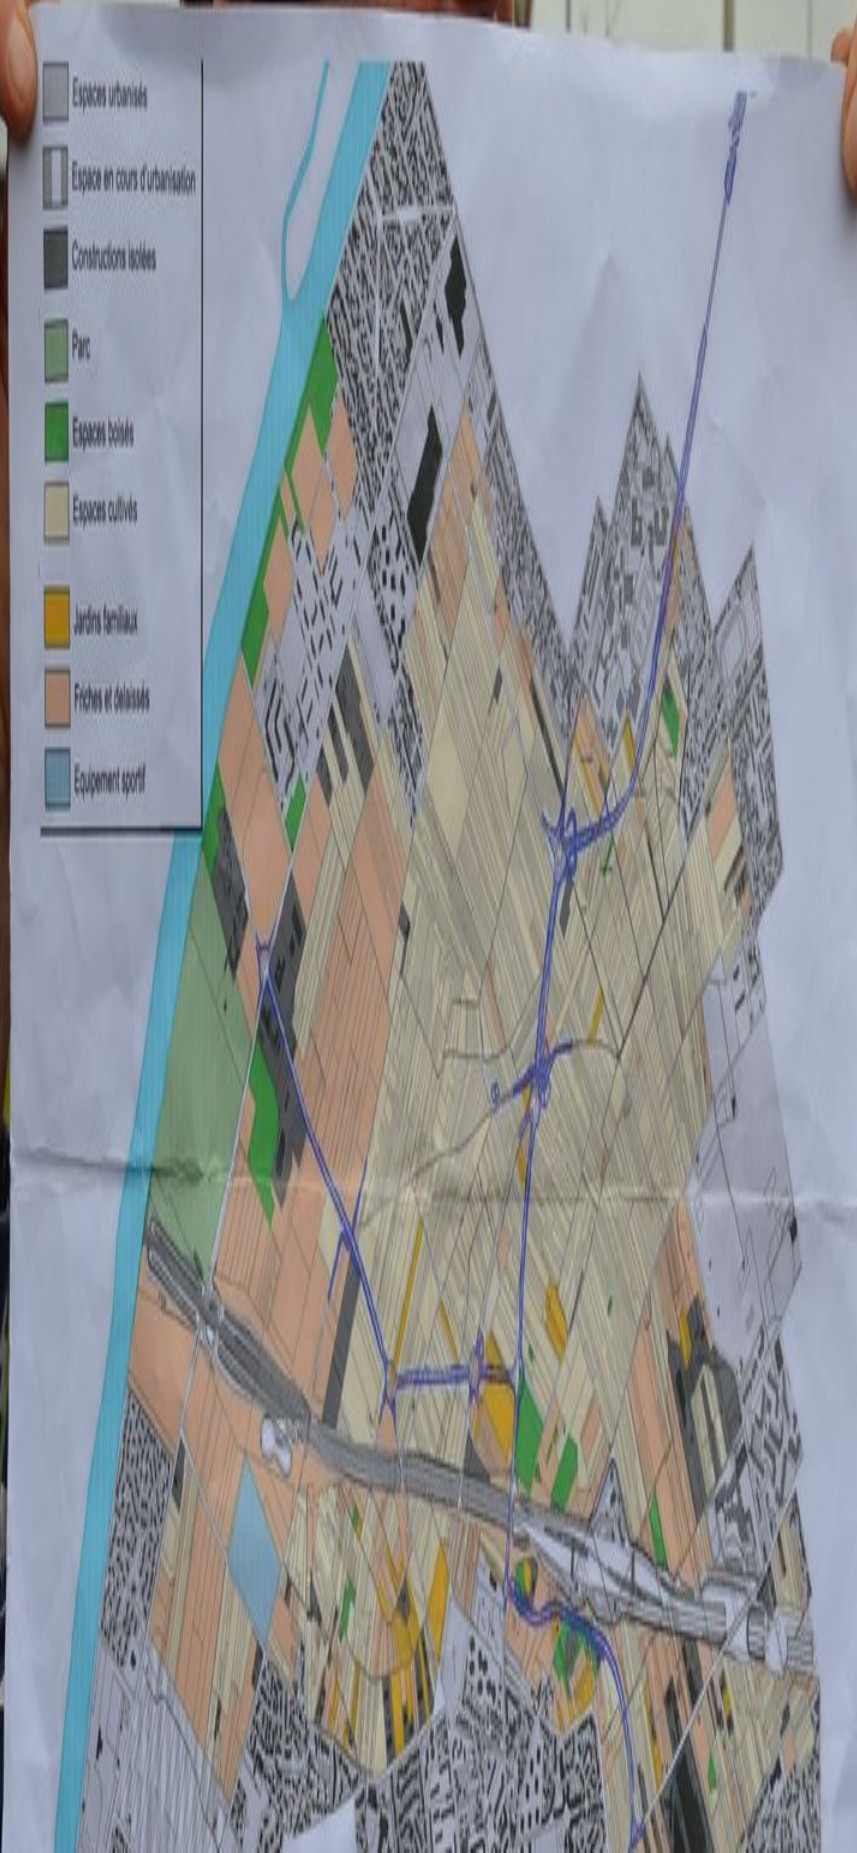 Espaces urbanisés
Espace en cours d'urbanisation
Constructions isolées
Parc
Espaces boisés
Espaces cultivés
Jardins familiaux
Friches et delaissés
Equipement sportif